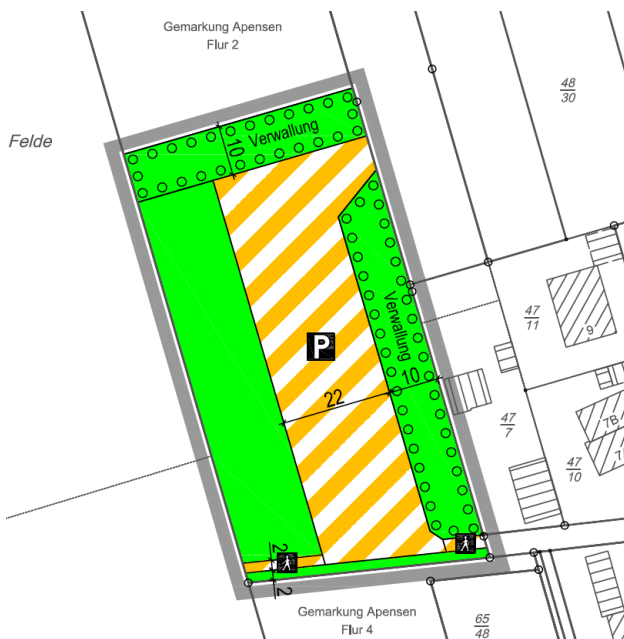 Gemarkung Apensen
Flur 2
48
30
Felde
10
Verwallung
47
11
9
Verwallung
P
10
22
47
7
7B
47
10
2
2
Gemarkung Apensen
Flur 4
65
48